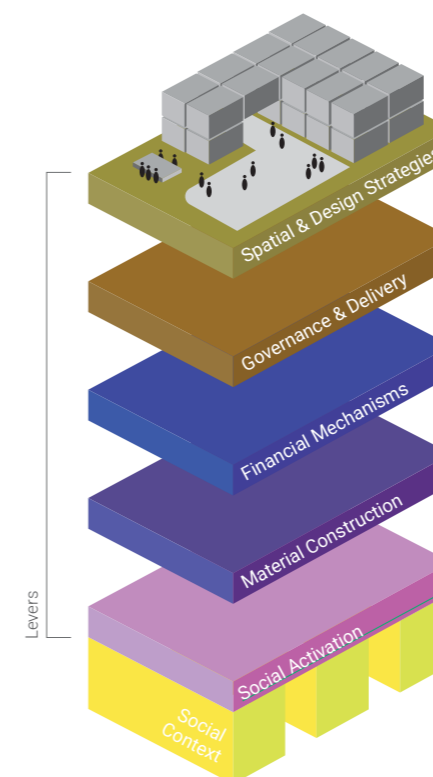 Spatial & Design Strategies
Governance & Delivery
Financial Mechanisms
Material Construction
Levers
Social Activation
Social
Context